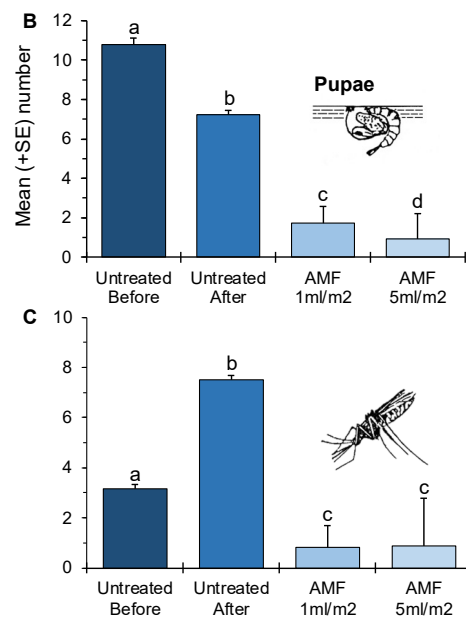 B
Mean (+SE) number
12
10
8
6
4
2
0
a
b
c
d
Pupae
Untreated Before
Untreated After
AMF 1ml/m2
AMF 5ml/m2
C
10
8
6
4
2
0
a
b
c
c
Untreated Before
Untreated After
AMF 1ml/m2
AMF 5ml/m2